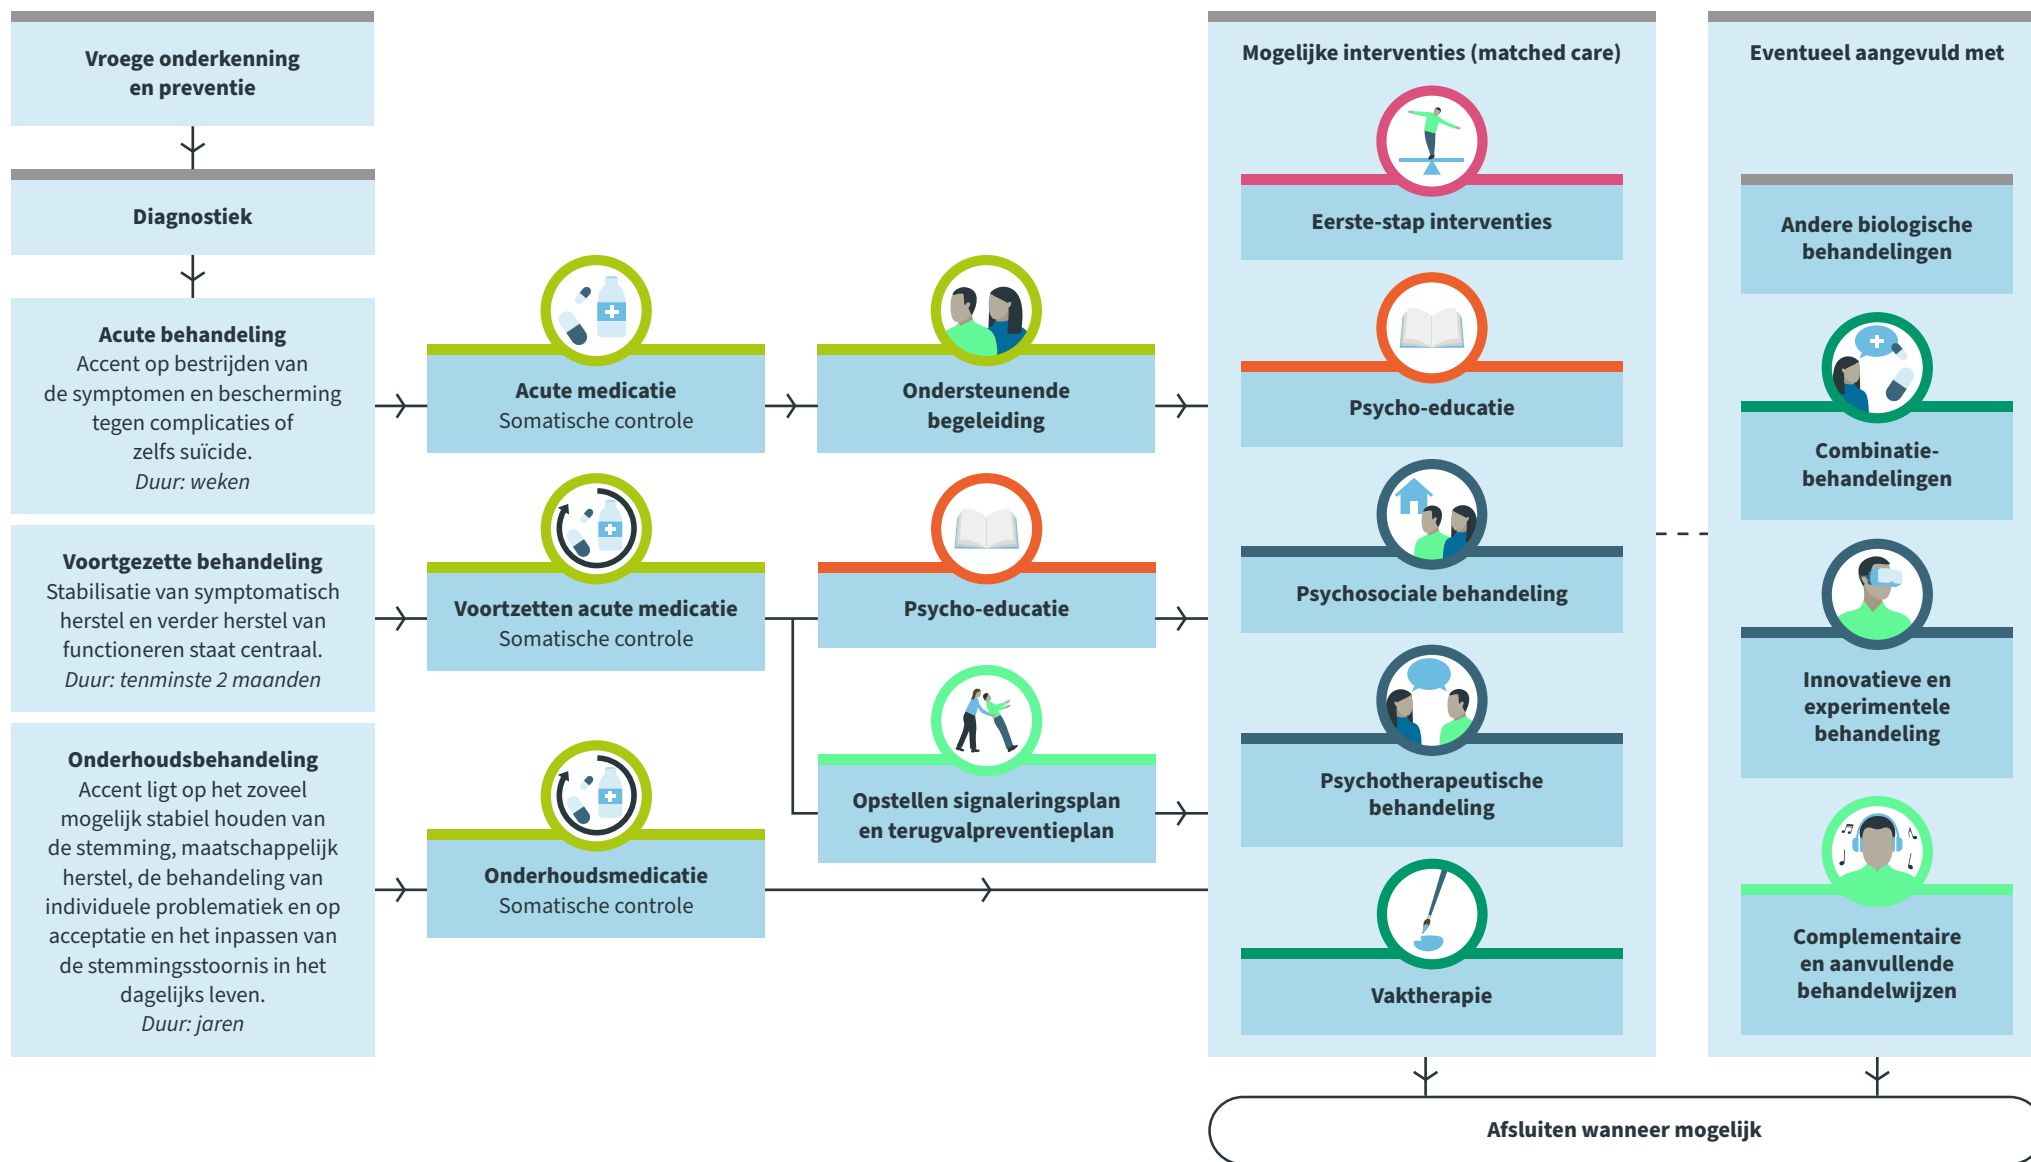 Vroege onderkenning
en preventie
Diagnostiek
Acute behandeling
Accent op bestrijden van
de symptomen en bescherming
tegen complicaties of
zelfs suïcide.
Duur: weken
Voortgezette behandeling
Stabilisatie van symptomatisch
herstel en verder herstel van
functioneren staat centraal.
Duur: tenminste 2 maanden
Onderhoudsbehandeling
Accent ligt op het zoveel
mogelijk stabiel houden van
de stemming, maatschappelijk
herstel, de behandeling van
individuele problematiek en op
acceptatie en het inpassen van
de stemmingsstoornis in het
dagelijks leven.
Duur: jaren
Acute medicatie
Somatische controle
Ondersteunende
begeleiding
Voortzetten acute medicatie
Somatische controle
Psycho-educatie
Opstellen signaleringsplan
en terugvalpreventieplan
Onderhoudsmedicatie
Somatische controle
Mogelijke interventies (matched care)
Eerste-stap interventies
Psycho-educatie
Psychosociale behandeling
Psychotherapeutische
behandeling
Vaktherapie
Eventueel aangevuld met
Andere biologische
behandelingen
Combinatie-
behandelingen
Innovatieve en
experimentele
behandeling
Complementaire
en aanvullende
behandelwijzen
Afsluiten wanneer mogelijk